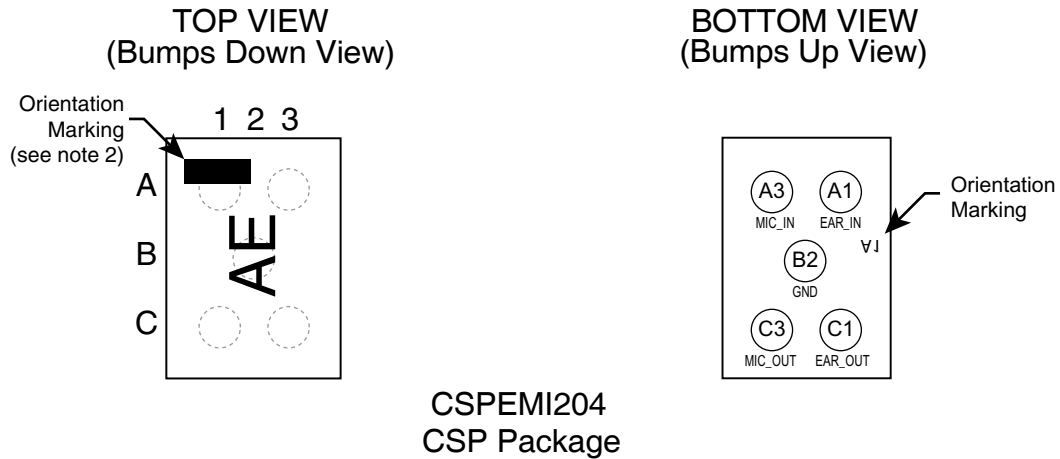 TOP VIEW
(Bumps Down View)
Orientation
Marking
(see note 2)
1 2 3
A
B
C
AE
BOTTOM VIEW
(Bumps Up View)
A3
A1
MIC_IN
EAR_IN
Orientation
Marking
A1
B2
GND
C3
C1
MIC_OUT
EAR_OUT
CSPEMI204
CSP Package